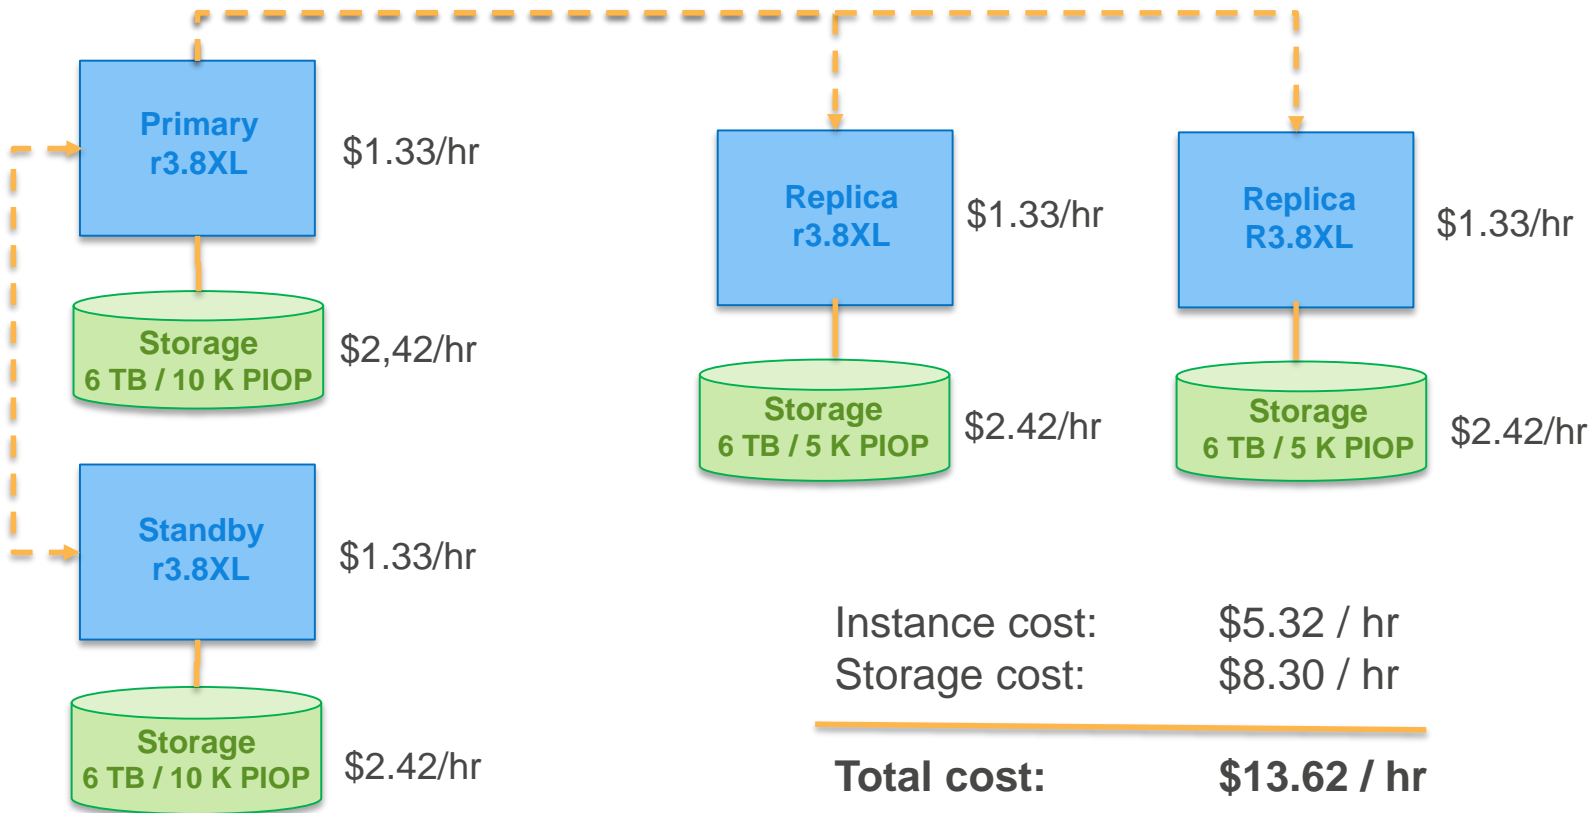 Primary
r3.8XL
$1.33/hr
Storage
6 TB / 10 K PIOP
$2,42/hr
Standby
r3.8XL
$1.33/hr
Storage
6 TB / 10 K PIOP
$2.42/hr
Replica
r3.8XL
$1.33/hr
Storage
6 TB / 5 K PIOP
$2.42/hr
Replica
R3.8XL
$1.33/hr
Storage
6 TB / 5 K PIOP
$2.42/hr
Instance cost: $5.32 / hr
Storage cost: $8.30 / hr
Total cost: $13.62 / hr